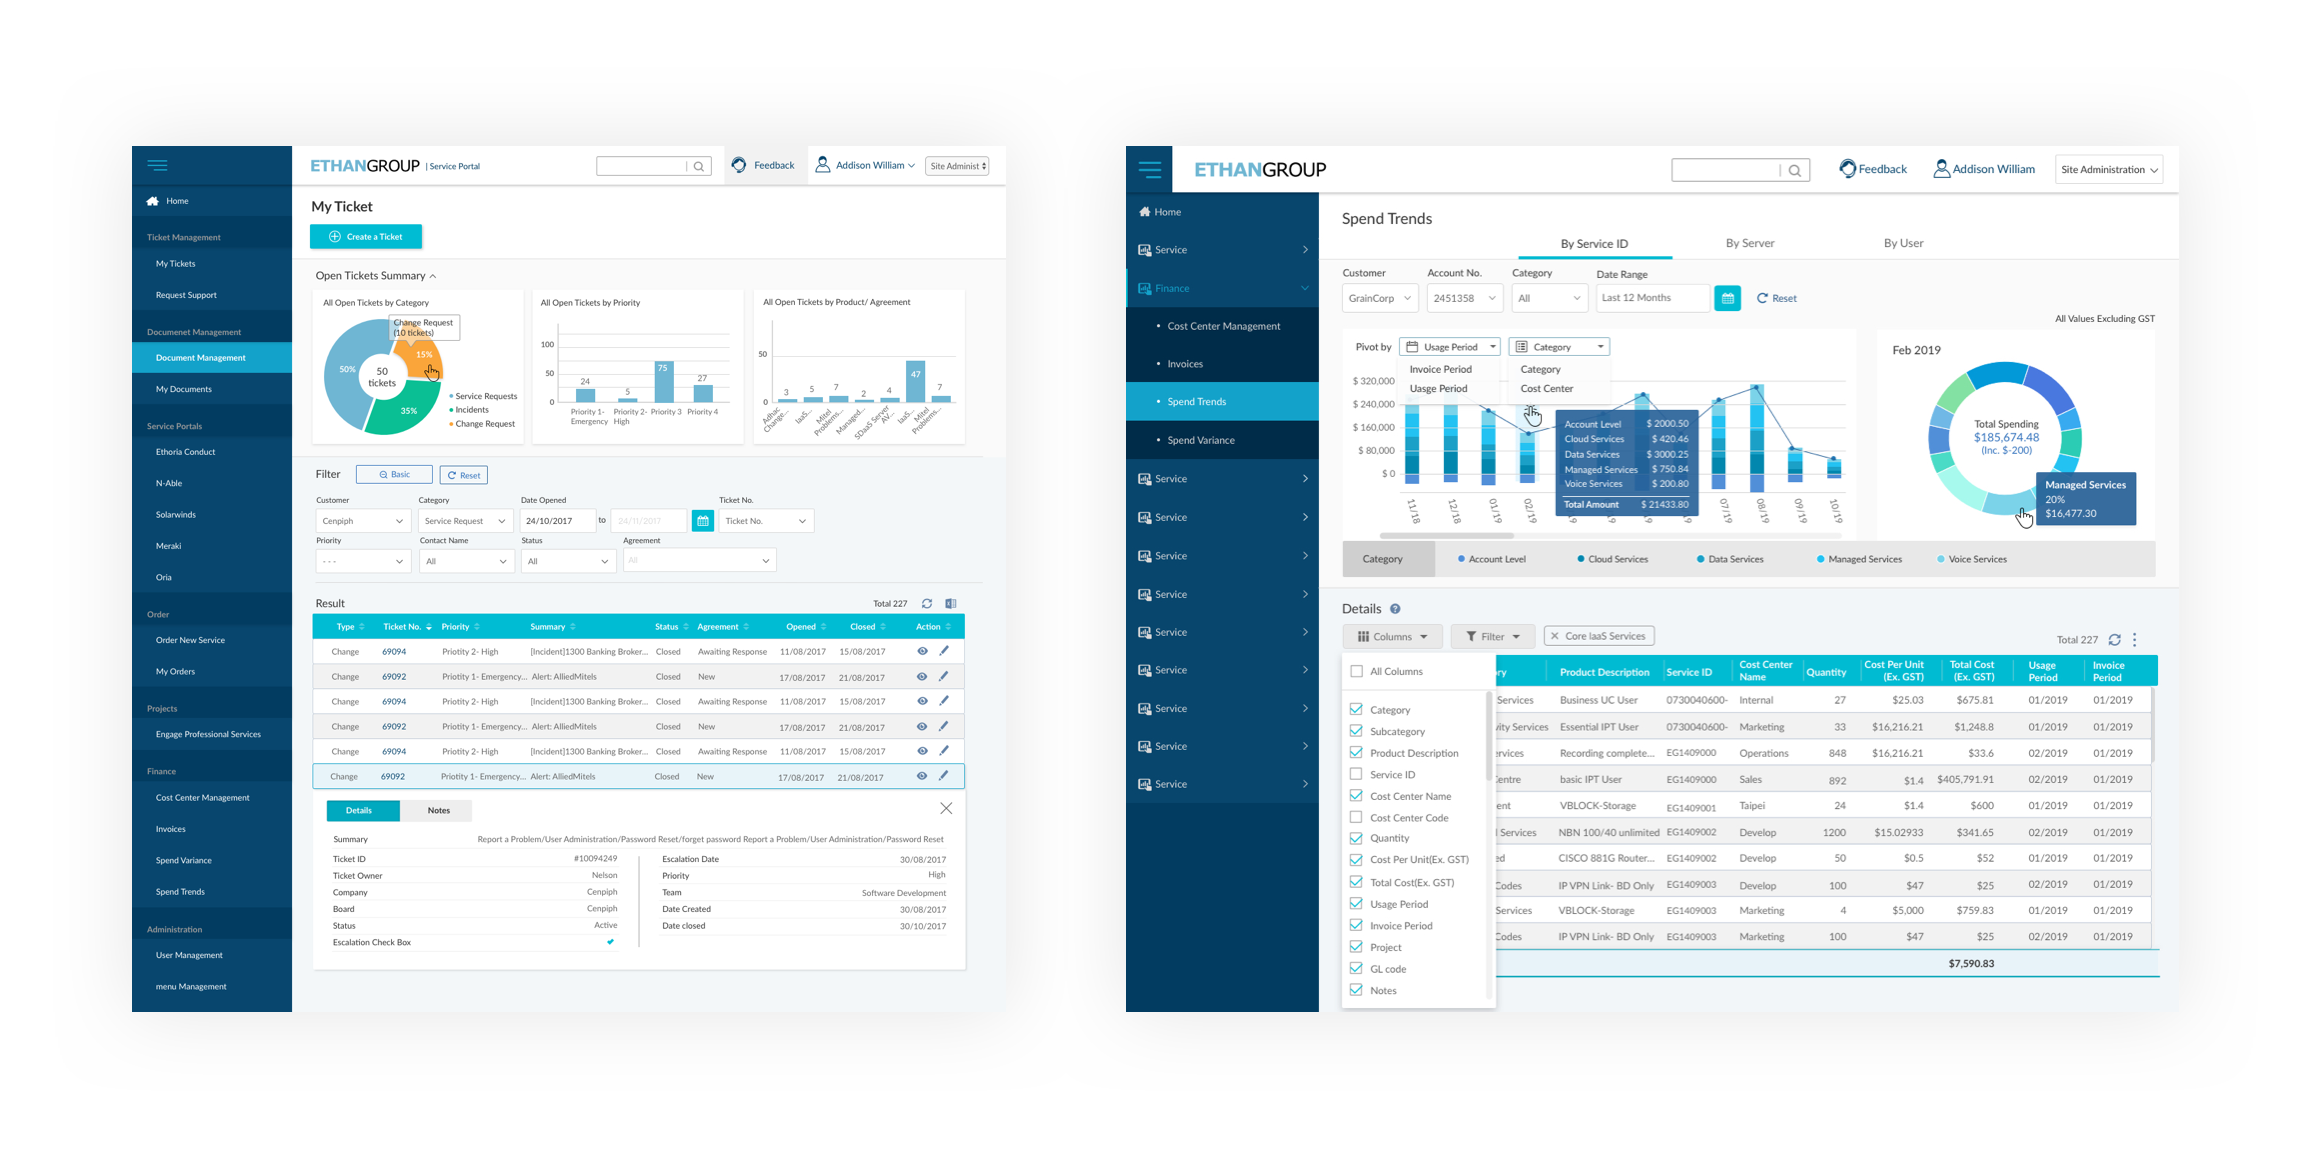 ETHANGROUP | Service Portal
Feedback
Addison William
Site Administ
Home
Ticket Management
My Tickets
Request Support
Documenet Management
Document Management
My Documents
Service Portals
Ethoria Conduct
N-Able
Solarwinds
Meraki
Oria
Order
Order New Service
My Orders
Projects
Engage Professional Services
Finance
Cost Center Management
Invoices
Spend Variance
Spend Trends
Administration
User Management
menu Management
My Ticket
Create a Ticket
Open Tickets Summary
All Open Tickets by Category
Change Request
(10 tickets)
15%
50%
50
tickets
35%
Service Requests
Incidents
Change Request
All Open Tickets by Priority
100
50
0
24
5
75
27
Priority 1- Emergency
Priority 2- High
Priority 3
Priority 4
All Open Tickets by Product/ Agreement
50
0
3
5
7
2
4
47
7
Adhac Change...
IaaS...
Mitel Problems...
Managed...
SDaaS Server AV...
IaaS...
Mitel Problems...
Filter
Basic
Reset
Customer
Category
Date Opened
Ticket No.
Cenpiph
Service Request
24/10/2017
to
24/11/2017
Ticket No.
Priority
Contact Name
Status
Agreement
- - -
All
All
All
Result
Total 227
Type Ticket No. Priority Summary Status Agreement Opened Closed Action
Change 69094 Priotity 2- High [Incident]1300 Banking Broker... Closed Awaiting Response 11/08/2017 15/08/2017
Change 69092 Priotity 1- Emergency... Alert: AlliedMitels Closed New 17/08/2017 21/08/2017
Change 69094 Priotity 2- High [Incident]1300 Banking Broker... Closed Awaiting Response 11/08/2017 15/08/2017
Change 69092 Priotity 1- Emergency... Alert: AlliedMitels Closed New 17/08/2017 21/08/2017
Change 69094 Priotity 2- High [Incident]1300 Banking Broker... Closed Awaiting Response 11/08/2017 15/08/2017
Change 69092 Priotity 1- Emergency... Alert: AlliedMitels Closed New 17/08/2017 21/08/2017
Details
Notes
Summary Report a Problem/User Administration/Password Reset/forget password Report a Problem/User Administration/Password Reset
Ticket ID #10094249
Ticket Owner Nelson
Company Cenpiph
Board Cenpiph
Status Active
Escalation Check Box
Escalation Date 30/08/2017
Priority High
Team Software Development
Date Created 30/08/2017
Date closed 30/10/2017
ETHANGROUP
Feedback
Addison William
Site Administration
Home
Service
Finance
Cost Center Management
Invoices
Spend Trends
Spend Variance
Service
Service
Service
Service
Service
Service
Service
Service
Service
Spend Trends
By Service ID
By Server
By User
Customer
Account No.
Category
Date Range
GrainCorp
2451358
All
Last 12 Months
Reset
All Values Excluding GST
Pivot by
Usage Period
Category
Invoice Period
Uasge Period
Category
Cost Center
$ 320,000
$ 240,000
$ 160,000
$ 80,000
$ 0
11/18
12/18
01/19
02/19
07/19
08/19
09/19
10/19
Account Level $ 2000.50
Cloud Services $ 420.46
Data Services $ 3000.25
Managed Services $ 750.84
Voice Services $ 200.80
Total Amount $ 21433.80
Feb 2019
Total Spending
$185,674.48
(Inc. $-200)
Managed Services
20%
$16,477.30
Category
Account Level
Cloud Services
Data Services
Managed Services
Voice Services
Details
Columns
Filter
Core IaaS Services
Total 227
All Columns
Category
Subcategory
Product Description
Service ID
Cost Center Name
Cost Center Code
Quantity
Cost Per Unit(Ex. GST)
Total Cost(Ex. GST)
Usage Period
Invoice Period
Project
GL code
Notes
ry Product Description Service ID Cost Center Name Quantity Cost Per Unit (Ex. GST) Total Cost (Ex. GST) Usage Period Invoice Period
Services Business UC User 0730040600- Internal 27 $25.03 $675.81 01/2019 01/2019
ity Services Essential IPT User 0730040600- Marketing 33 $16,216.21 $1,248.8 01/2019 01/2019
rvices Recording complete... EG1409000 Operations 848 $16,216.21 $33.6 02/2019 01/2019
entre basic IPT User EG1409000 Sales 892 $1.4 $405,791.91 02/2019 01/2019
ent VBLOCK-Storage EG1409001 Taipei 24 $1.4 $600 01/2019 01/2019
Services NBN 100/40 unlimited EG1409002 Develop 1200 $15.02933 $341.65 02/2019 01/2019
ed CISCO 881G Router... EG1409002 Develop 50 $0.5 $52 01/2019 01/2019
Codes IP VPN Link- BD Only EG1409003 Develop 100 $47 $25 02/2019 01/2019
Services VBLOCK-Storage EG1409003 Marketing 4 $5,000 $759.83 01/2019 01/2019
Codes IP VPN Link- BD Only EG1409003 Marketing 100 $47 $25 02/2019 01/2019
$7,590.83